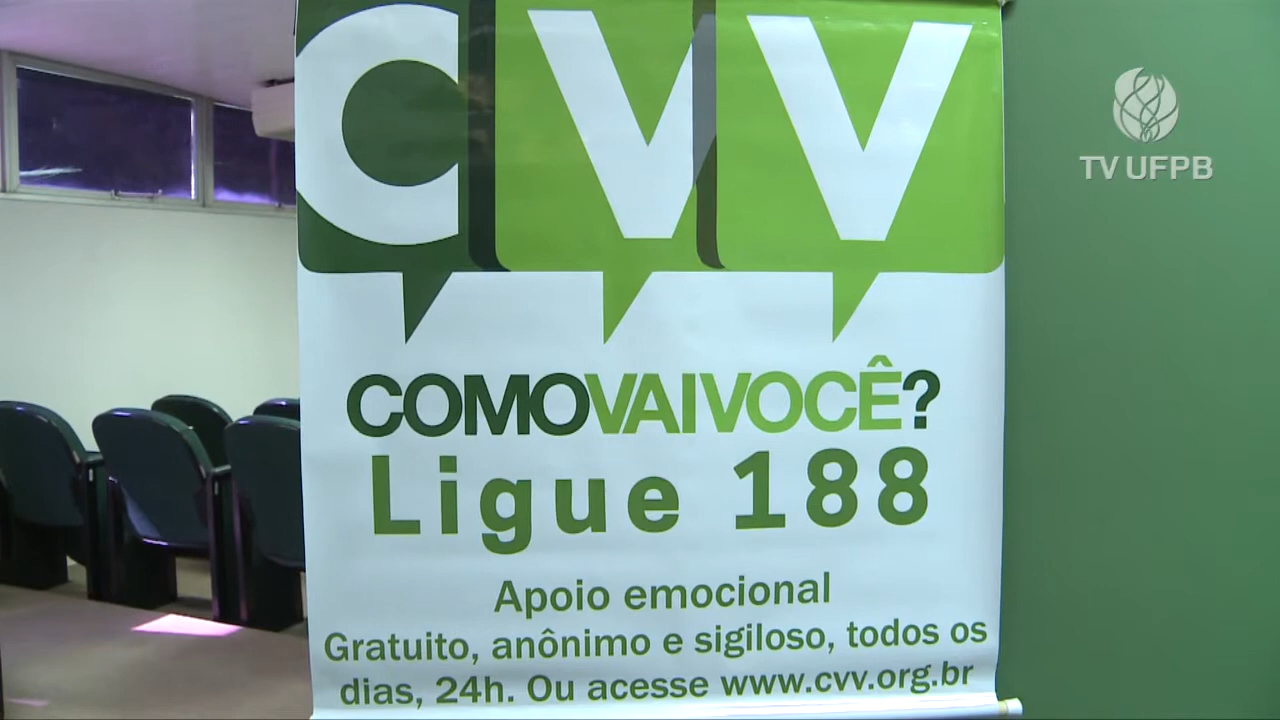 CVV
TV UFPB
COMOVAIVOCÊ?
Ligue 188
Apoio emocional
Gratuito, anônimo e sigiloso, todos os
dias, 24h. Ou acesse www.cvv.org.br